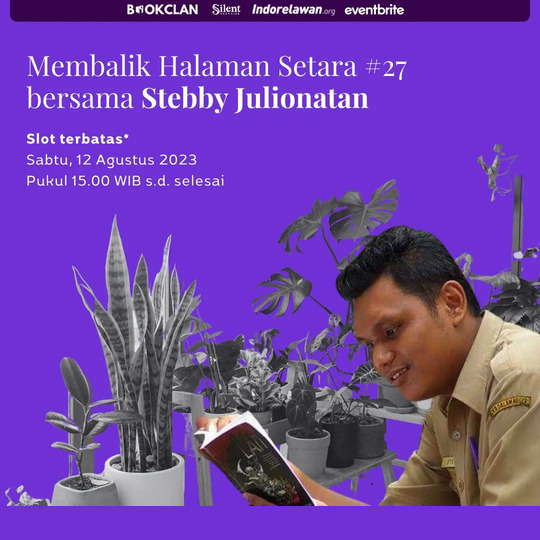 BOOKCLAN Silent Indorelawan.org eventbrite
Membalik Halaman Setara #27
bersama Stebby Julionatan
Slot terbatas*
Sabtu, 12 Agustus 2023
Pukul 15.00 WIB s.d. selesai